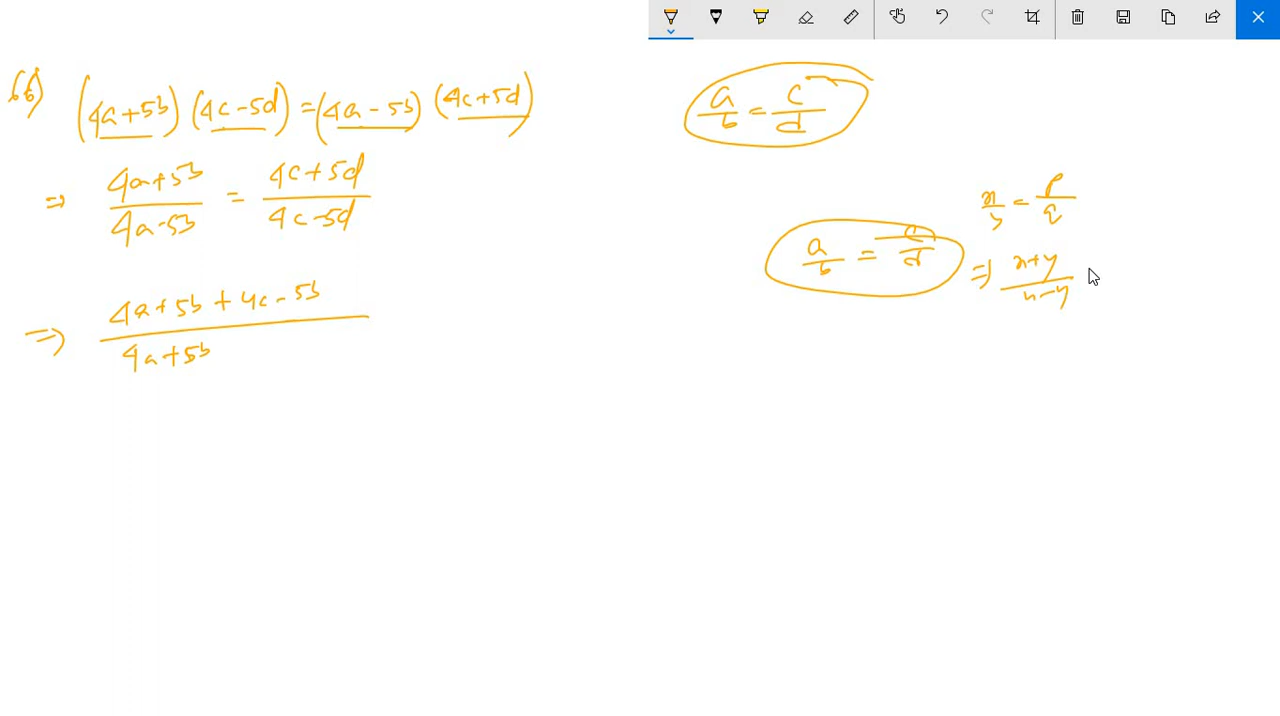 66) (4a+5b) (4c-5d) = (4a-5b) (4c+5d)
⇒ 4a+5b/4a-5b = 4c+5d/4c-5d
⇒ 4a+5b+4c-5b/4a+5b
a/b = c/d
x/y = p/q
a/b = c/d ⇒ x+y/x-y